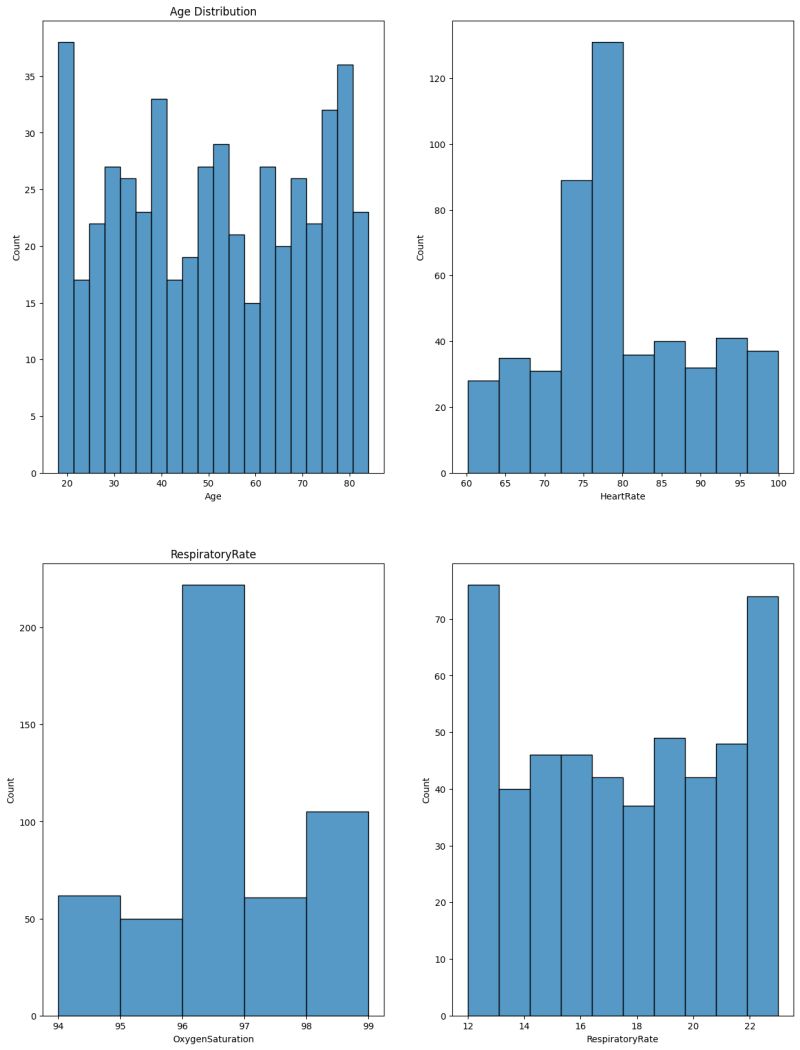 Age Distribution
35
30
25
20
15
10
5
0
Count
20 30 40 50 60 70 80
Age
120
100
80
60
40
20
0
Count
60 65 70 75 80 85 90 95 100
HeartRate
RespiratoryRate
200
150
100
50
0
Count
94 95 96 97 98 99
OxygenSaturation
70
60
50
40
30
20
10
0
Count
12 14 16 18 20 22
RespiratoryRate